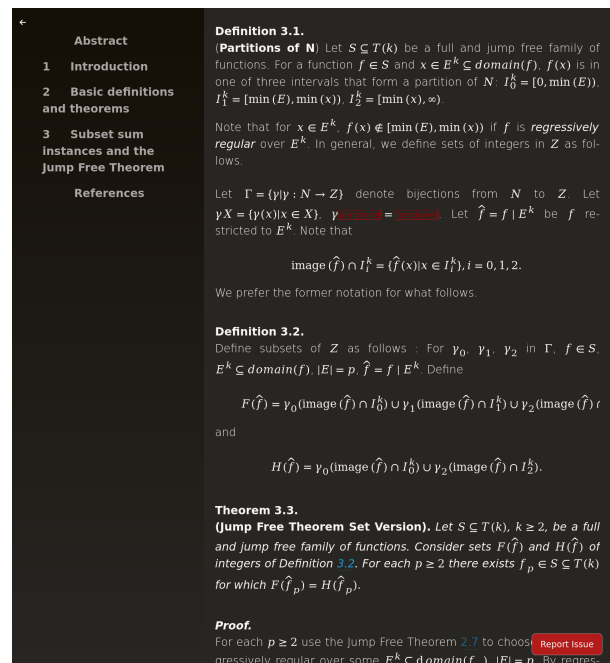 ←
Abstract
1 Introduction
2 Basic definitions
and theorems
3 Subset sum
instances and the
Jump Free Theorem
References
Definition 3.1.
(Partitions of N) Let S ⊆ T(k) be a full and jump free family of
functions. For a function f ∈ S and x ∈ E^k ⊆ domain(f), f(x) is in
one of three intervals that form a partition of N: I_0^k = [0, min (E)),
I_1^k = [min (E), min (x)), I_2^k = [min (x), ∞).
Note that for x ∈ E^k, f(x) ∉ [min (E), min (x)) if f is regressively
regular over E^k. In general, we define sets of integers in Z as fol-
lows.
Let Γ = {γ|γ : N → Z} denote bijections from N to Z. Let
γX = {γ(x)|x ∈ X}, γ = . Let f̂ = f ∣ E^k be f re-
stricted to E^k. Note that
image (f̂) ∩ I_i^k = {f̂(x)|x ∈ I_i^k}, i = 0, 1, 2.
We prefer the former notation for what follows.
Definition 3.2.
Define subsets of Z as follows : For γ_0, γ_1, γ_2 in Γ, f ∈ S,
E^k ⊆ domain(f), |E| = p, f̂ = f ∣ E^k. Define
F(f̂) = γ_0(image (f̂) ∩ I_0^k) ∪ γ_1(image (f̂) ∩ I_1^k) ∪ γ_2(image (f̂)
and
H(f̂) = γ_0(image (f̂) ∩ I_0^k) ∪ γ_2(image (f̂) ∩ I_2^k).
Theorem 3.3.
(Jump Free Theorem Set Version). Let S ⊆ T(k), k ≥ 2, be a full
and jump free family of functions. Consider sets F(f̂) and H(f̂) of
integers of Definition 3.2. For each p ≥ 2 there exists f_p ∈ S ⊆ T(k)
for which F(f̂_p) = H(f̂_p).
Proof.
For each p ≥ 2 use the Jump Free Theorem 2.7 to choos
Report Issue
gressively regular over some E^k ⊆ domain(f_p), |E| = p. By regres-